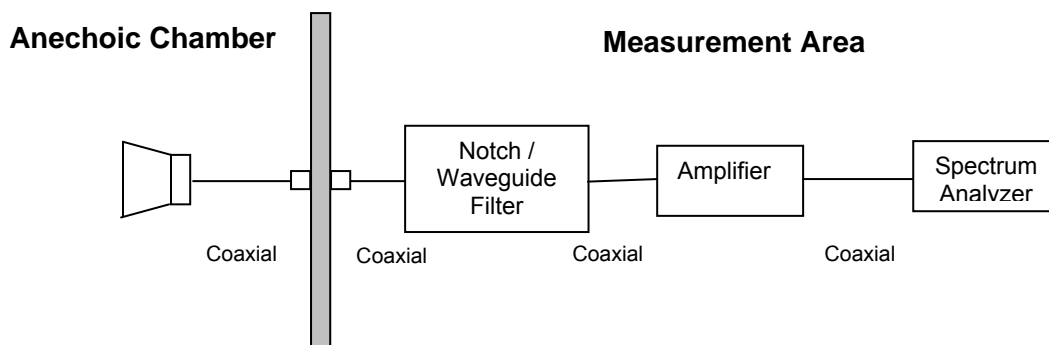 Anechoic Chamber
Measurement Area
Notch /
Waveguide
Filter
Amplifier
Spectrum
Analyzer
Coaxial
Coaxial
Coaxial
Coaxial